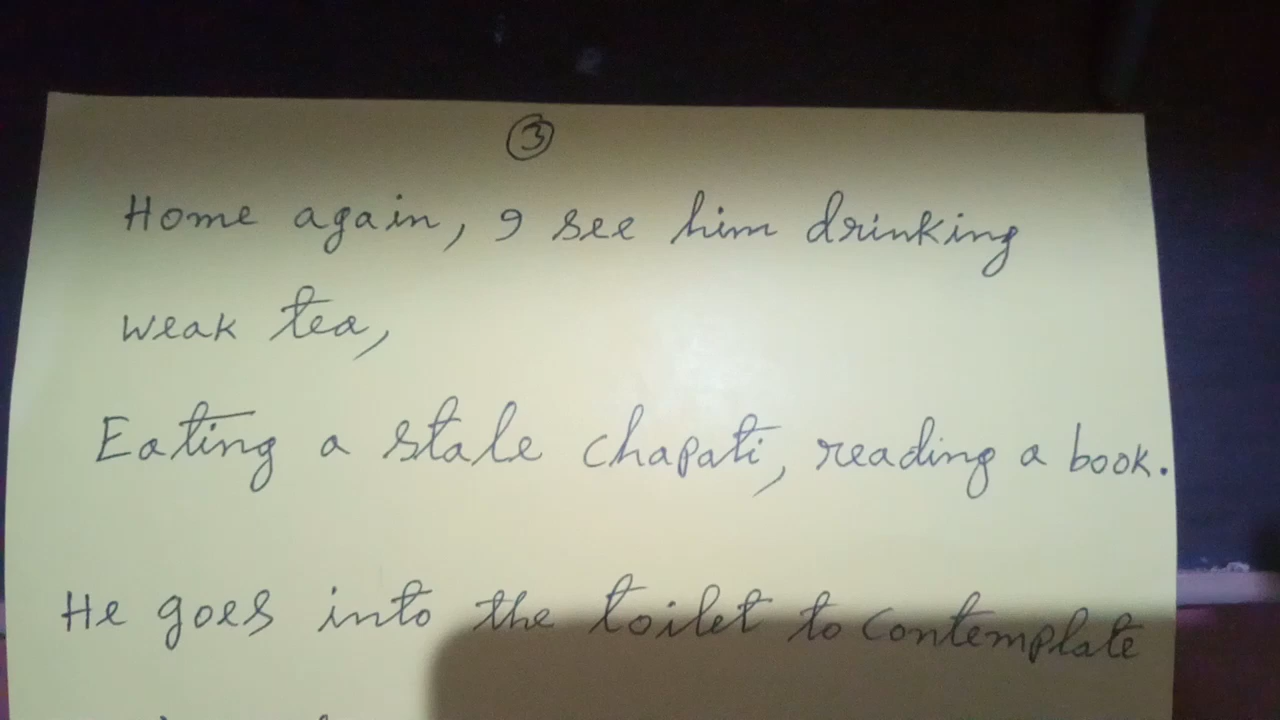 3
Home again, I see him drinking
weak tea,
Eating a stale chapati, reading a book.
He goes into the toilet to contemplate